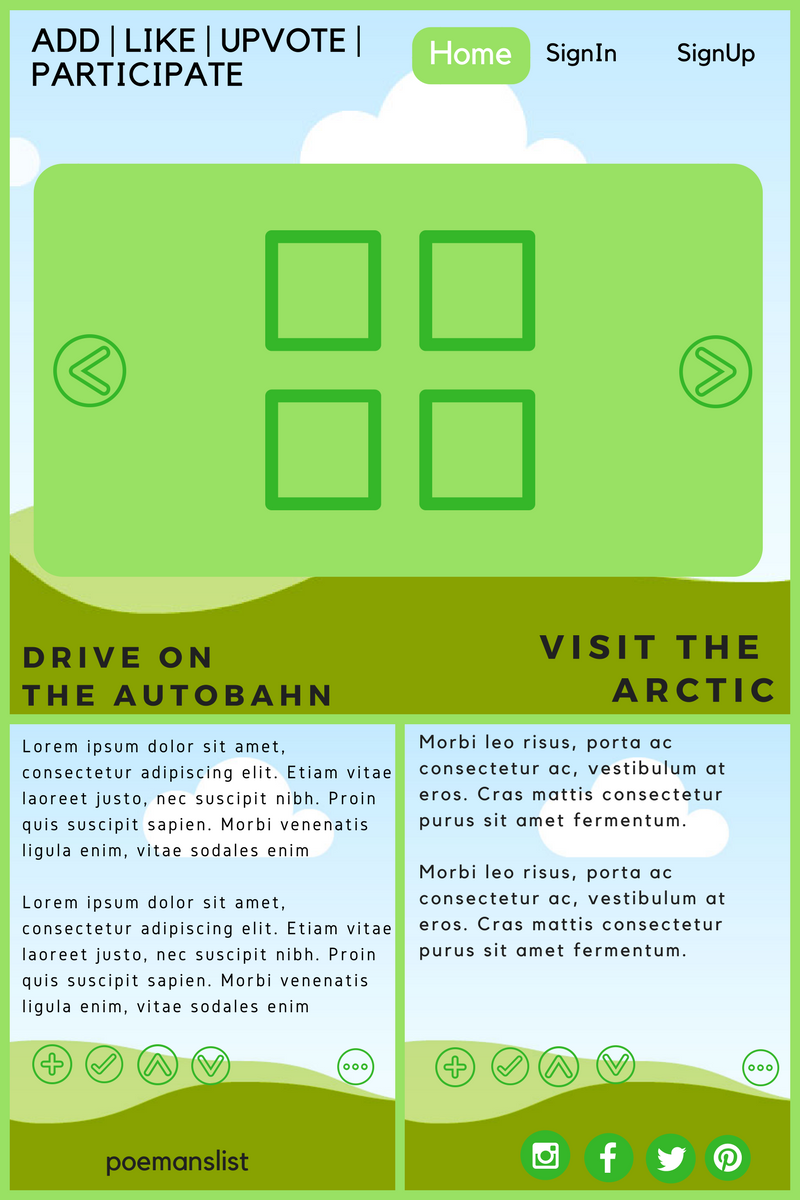 ADD | LIKE | UPVOTE |
PARTICIPATE
Home
SignIn
SignUp
DRIVE ON
THE AUTOBAHN
VISIT THE
ARCTIC
Lorem ipsum dolor sit amet,
consectetur adipiscing elit. Etiam vitae
laoreet justo, nec suscipit nibh. Proin
quis suscipit sapien. Morbi venenatis
ligula enim, vitae sodales enim
Lorem ipsum dolor sit amet,
consectetur adipiscing elit. Etiam vitae
laoreet justo, nec suscipit nibh. Proin
quis suscipit sapien. Morbi venenatis
ligula enim, vitae sodales enim
Morbi leo risus, porta ac
consectetur ac, vestibulum at
eros. Cras mattis consectetur
purus sit amet fermentum.
Morbi leo risus, porta ac
consectetur ac, vestibulum at
eros. Cras mattis consectetur
purus sit amet fermentum.
poemanslist